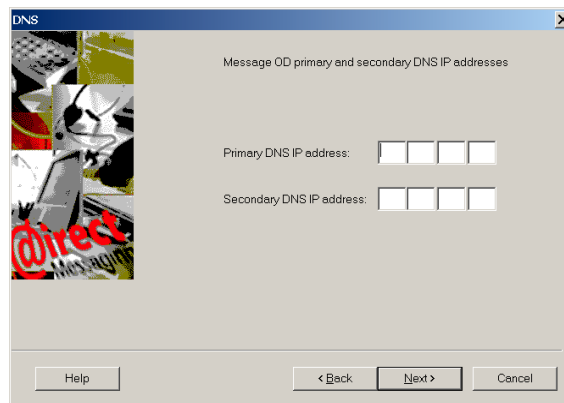 DNS
Message OD primary and secondary DNS IP addresses
Primary DNS IP address:
Secondary DNS IP address:
@irect
Messaging
Help
< Back
Next >
Cancel